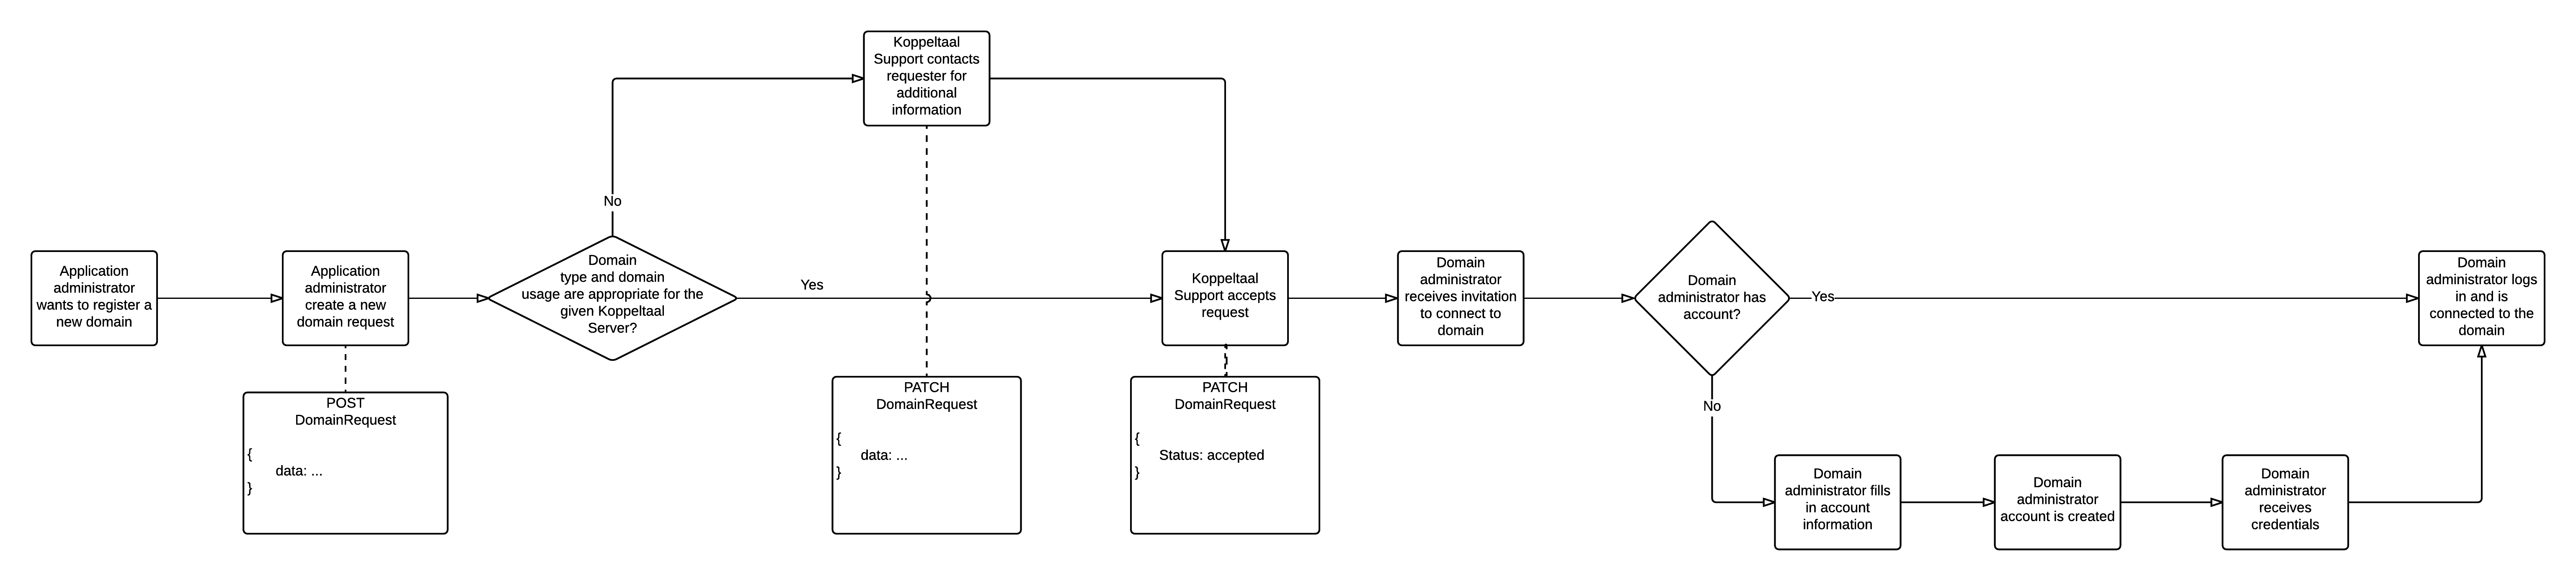 Koppeltaal
Support contacts
requester for
additional
information
No
Application
administrator
wants to register a
new domain
Application
administrator
create a new
domain request
Domain
type and domain
usage are appropriate for the
given Koppeltaal
Server?
Yes
Koppeltaal
Support accepts
request
Domain
administrator
receives invitation
to connect to
domain
Domain
administrator has
account?
Yes
Domain
administrator logs
in and is
connected to the
domain
POST
DomainRequest
{
data: ...
}
PATCH
DomainRequest
{
data: ...
}
PATCH
DomainRequest
{
Status: accepted
}
No
Domain
administrator fills
in account
information
Domain
administrator
account is created
Domain
administrator
receives
credentials